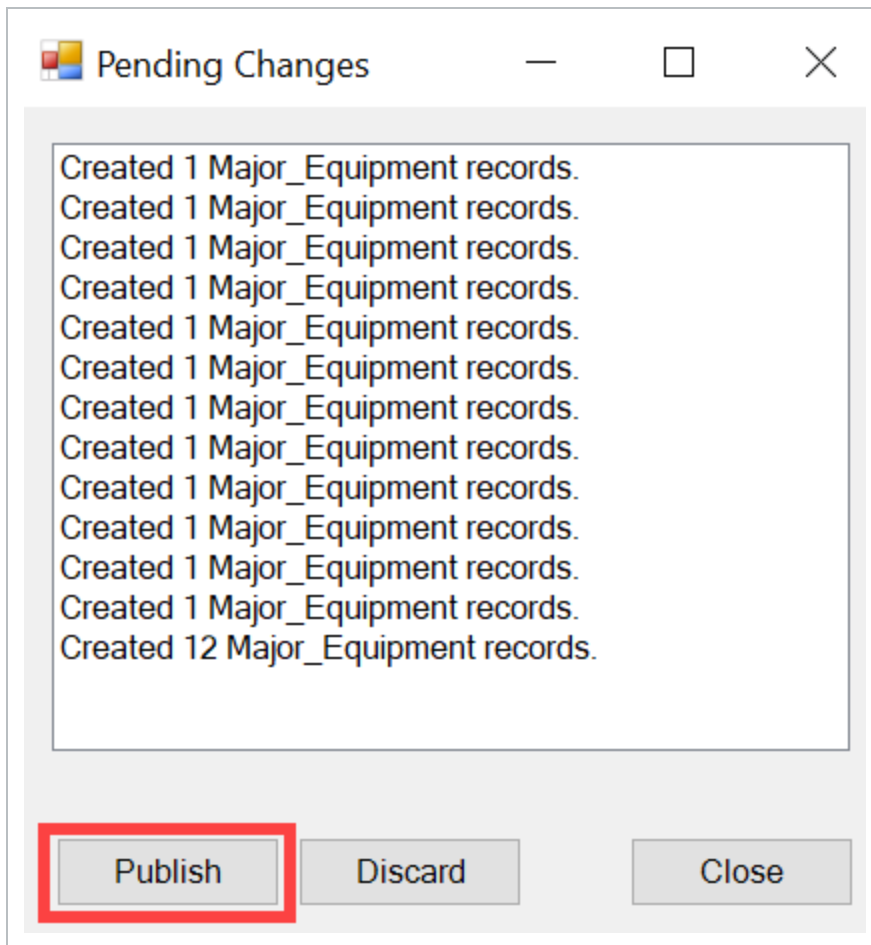 Pending Changes
Created 1 Major_Equipment records.
Created 1 Major_Equipment records.
Created 1 Major_Equipment records.
Created 1 Major_Equipment records.
Created 1 Major_Equipment records.
Created 1 Major_Equipment records.
Created 1 Major_Equipment records.
Created 1 Major_Equipment records.
Created 1 Major_Equipment records.
Created 1 Major_Equipment records.
Created 1 Major_Equipment records.
Created 1 Major_Equipment records.
Created 12 Major_Equipment records.
Publish Discard Close